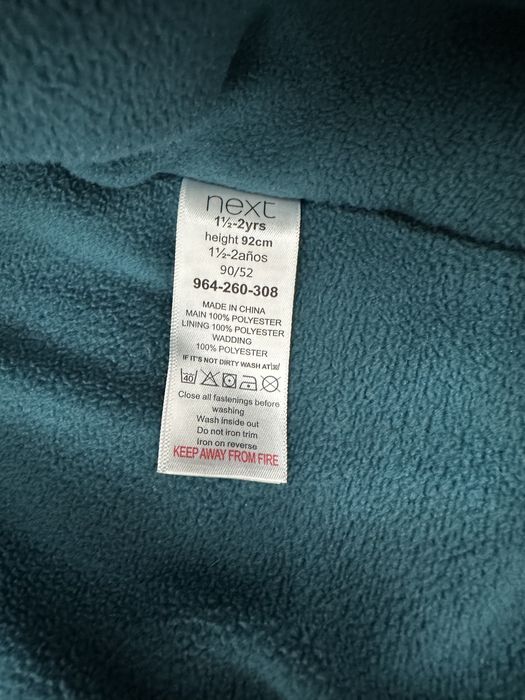 next
1½-2yrs
height 92cm
1½-2años
90/52
964-260-308
MADE IN CHINA
MAIN 100% POLYESTER
LINING 100% POLYESTER
WADDING
100% POLYESTER
IF IT'S NOT DIRTY WASH AT 30
40
Close all fastenings before
washing
Wash inside out
Do not iron trim
Iron on reverse
KEEP AWAY FROM FIRE